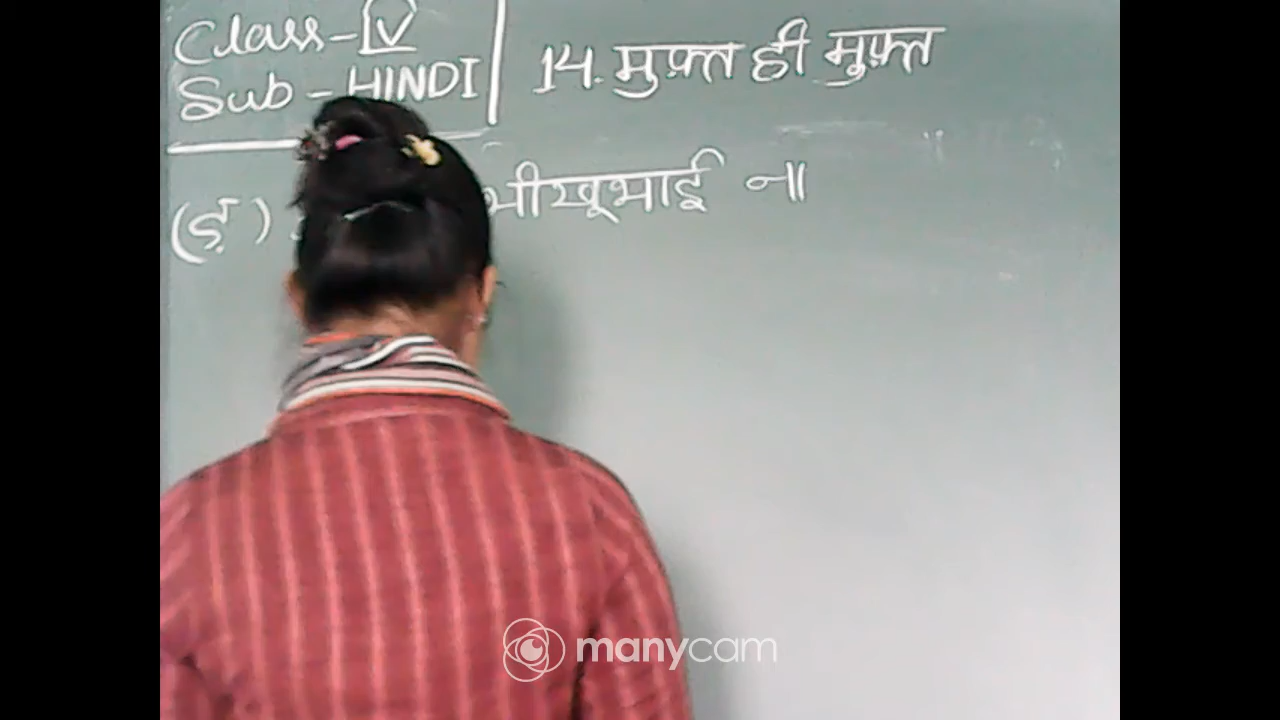 Class - IV
Sub - HINDI
14. मुफ़्त ही मुफ़्त
(ड़) भीखूभाई ना
manycam